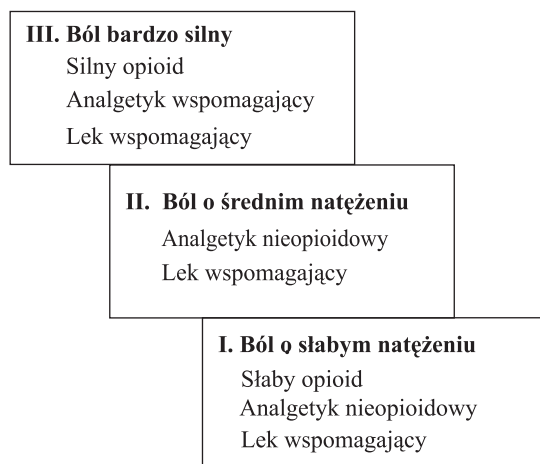 III. Ból bardzo silny
Silny opioid
Analgetyk wspomagający
Lek wspomagający
II. Ból o średnim natężeniu
Analgetyk nieopioidowy
Lek wspomagający
I. Ból o słabym natężeniu
Słaby opioid
Analgetyk nieopioidowy
Lek wspomagający